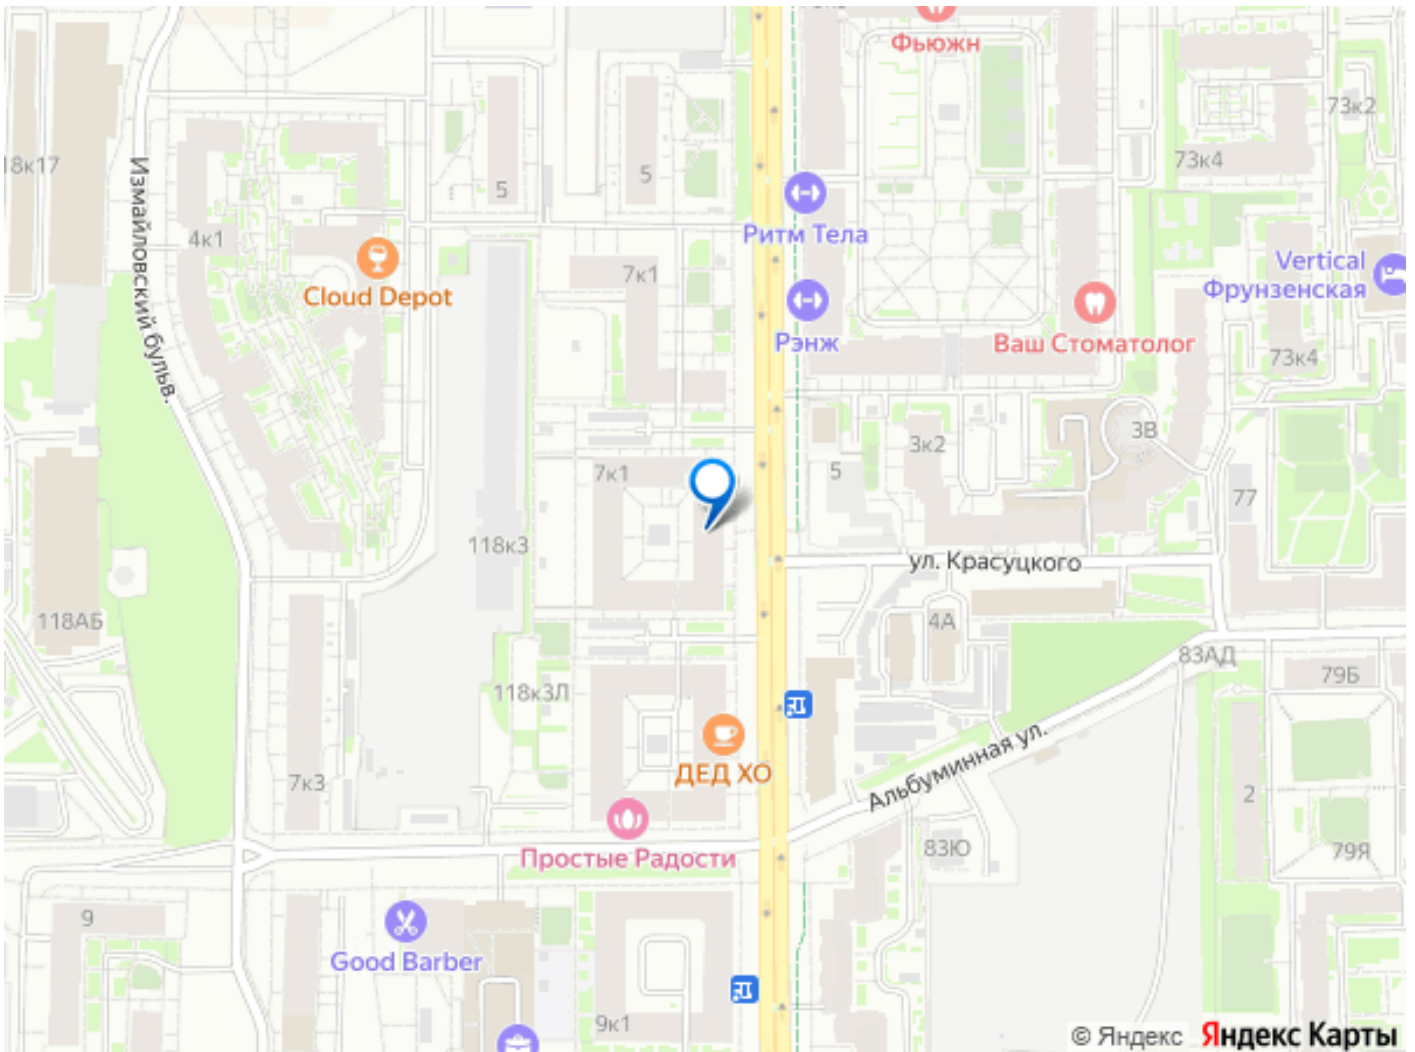 Фьюжн
73к2
73к4
18к17
5
5
Измайловский бульв.
4к1
Ритм Тела
7к1
Vertical
Фрунзенская
Cloud Depot
Рэнж
Ваш Стоматолог
73к4
3к2
3В
7к1
5
77
118к3
ул. Красуцкого
118АБ
4А
83АД
79Б
118к3Л
Альбуминная ул.
ДЕД ХО
7к3
2
Простые Радости
83Ю
79Я
9
Good Barber
9к1
© Яндекс Яндекс Карты